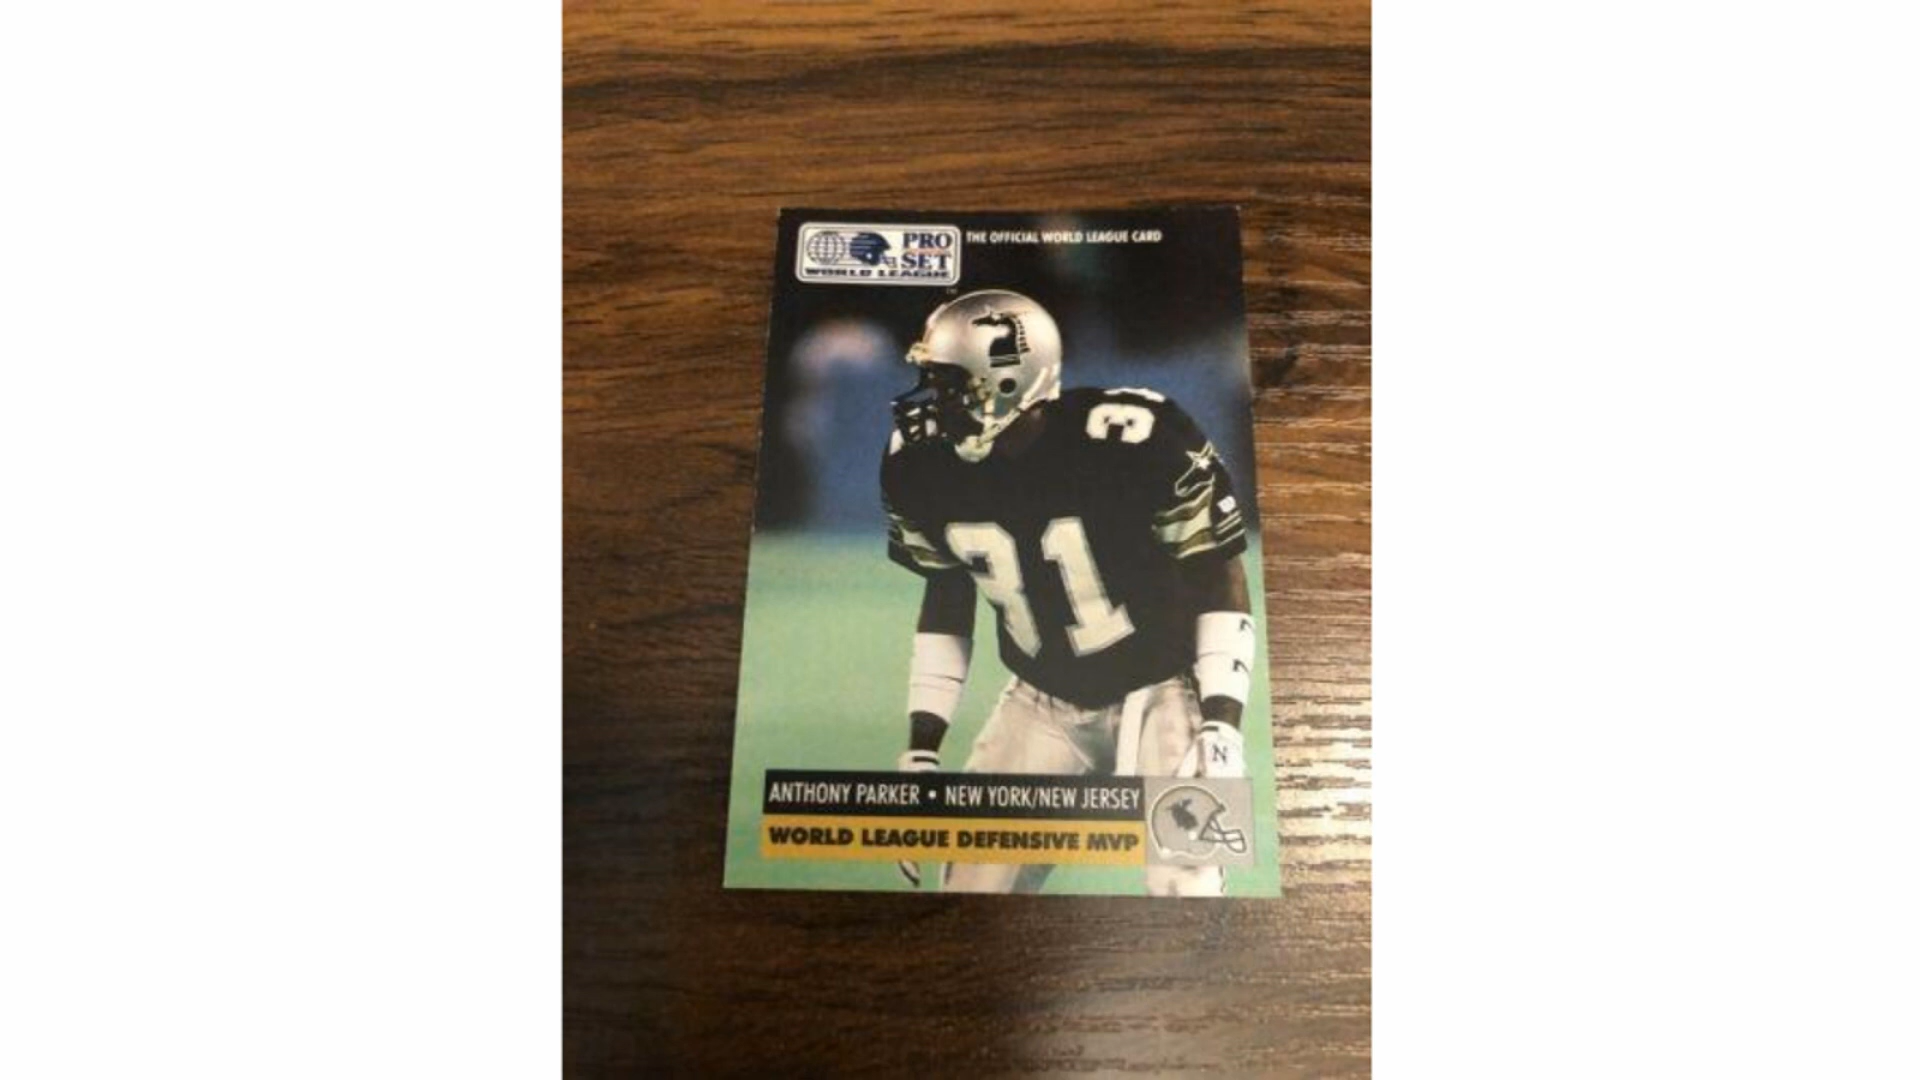 PRO
SET
WORLD LEAGUE
THE OFFICIAL WORLD LEAGUE CARD
31
31
N
ANTHONY PARKER • NEW YORK/NEW JERSEY
WORLD LEAGUE DEFENSIVE MVP